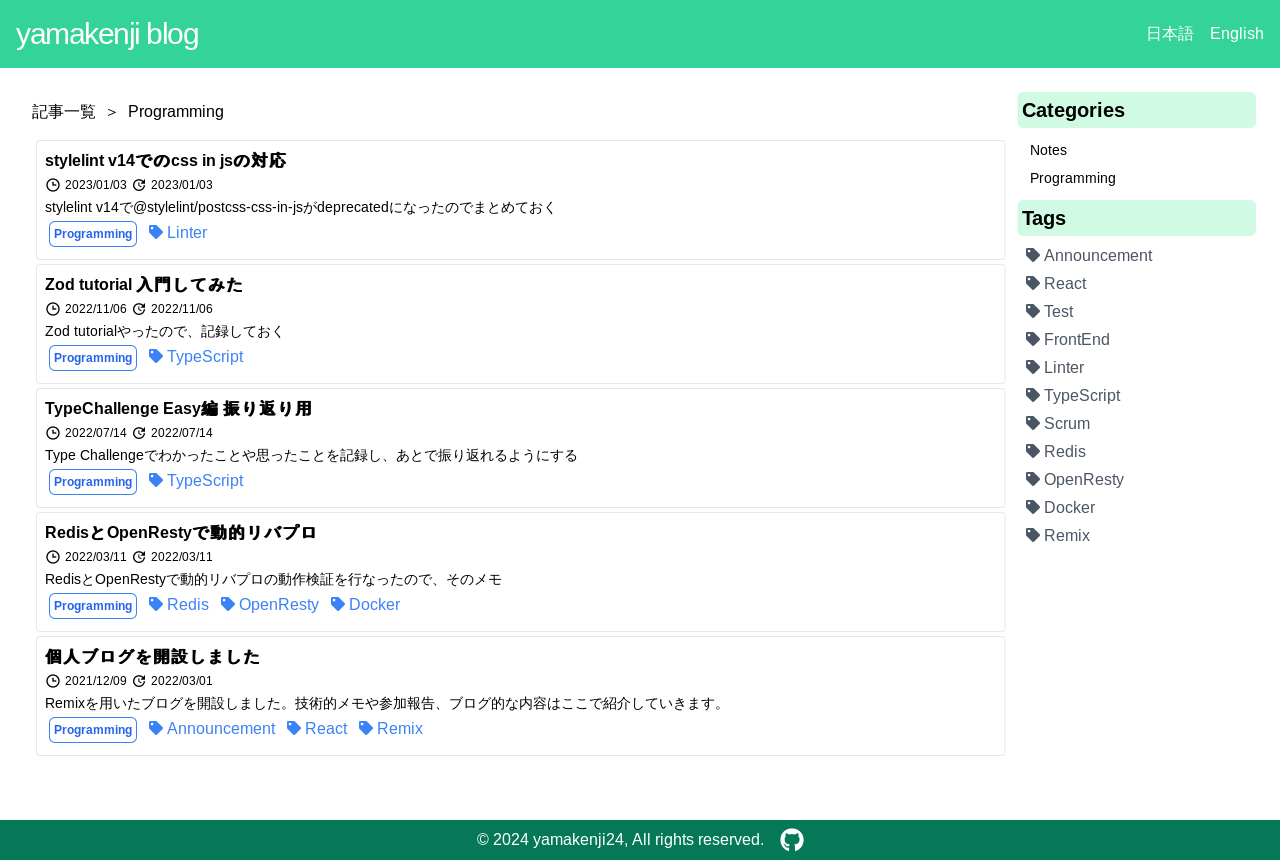 yamakenji blog
日本語 English
記事一覧 ＞ Programming
stylelint v14でのcss in jsの対応
2023/01/03 2023/01/03
stylelint v14で@stylelint/postcss-css-in-jsがdeprecatedになったのでまとめておく
Programming Linter
Zod tutorial 入門してみた
2022/11/06 2022/11/06
Zod tutorialやったので、記録しておく
Programming TypeScript
TypeChallenge Easy編 振り返り用
2022/07/14 2022/07/14
Type Challengeでわかったことや思ったことを記録し、あとで振り返れるようにする
Programming TypeScript
RedisとOpenRestyで動的リバプロ
2022/03/11 2022/03/11
RedisとOpenRestyで動的リバプロの動作検証を行なったので、そのメモ
Programming Redis OpenResty Docker
個人ブログを開設しました
2021/12/09 2022/03/01
Remixを用いたブログを開設しました。技術的メモや参加報告、ブログ的な内容はここで紹介していきます。
Programming Announcement React Remix
Categories
Notes
Programming
Tags
Announcement
React
Test
FrontEnd
Linter
TypeScript
Scrum
Redis
OpenResty
Docker
Remix
© 2024 yamakenji24, All rights reserved.